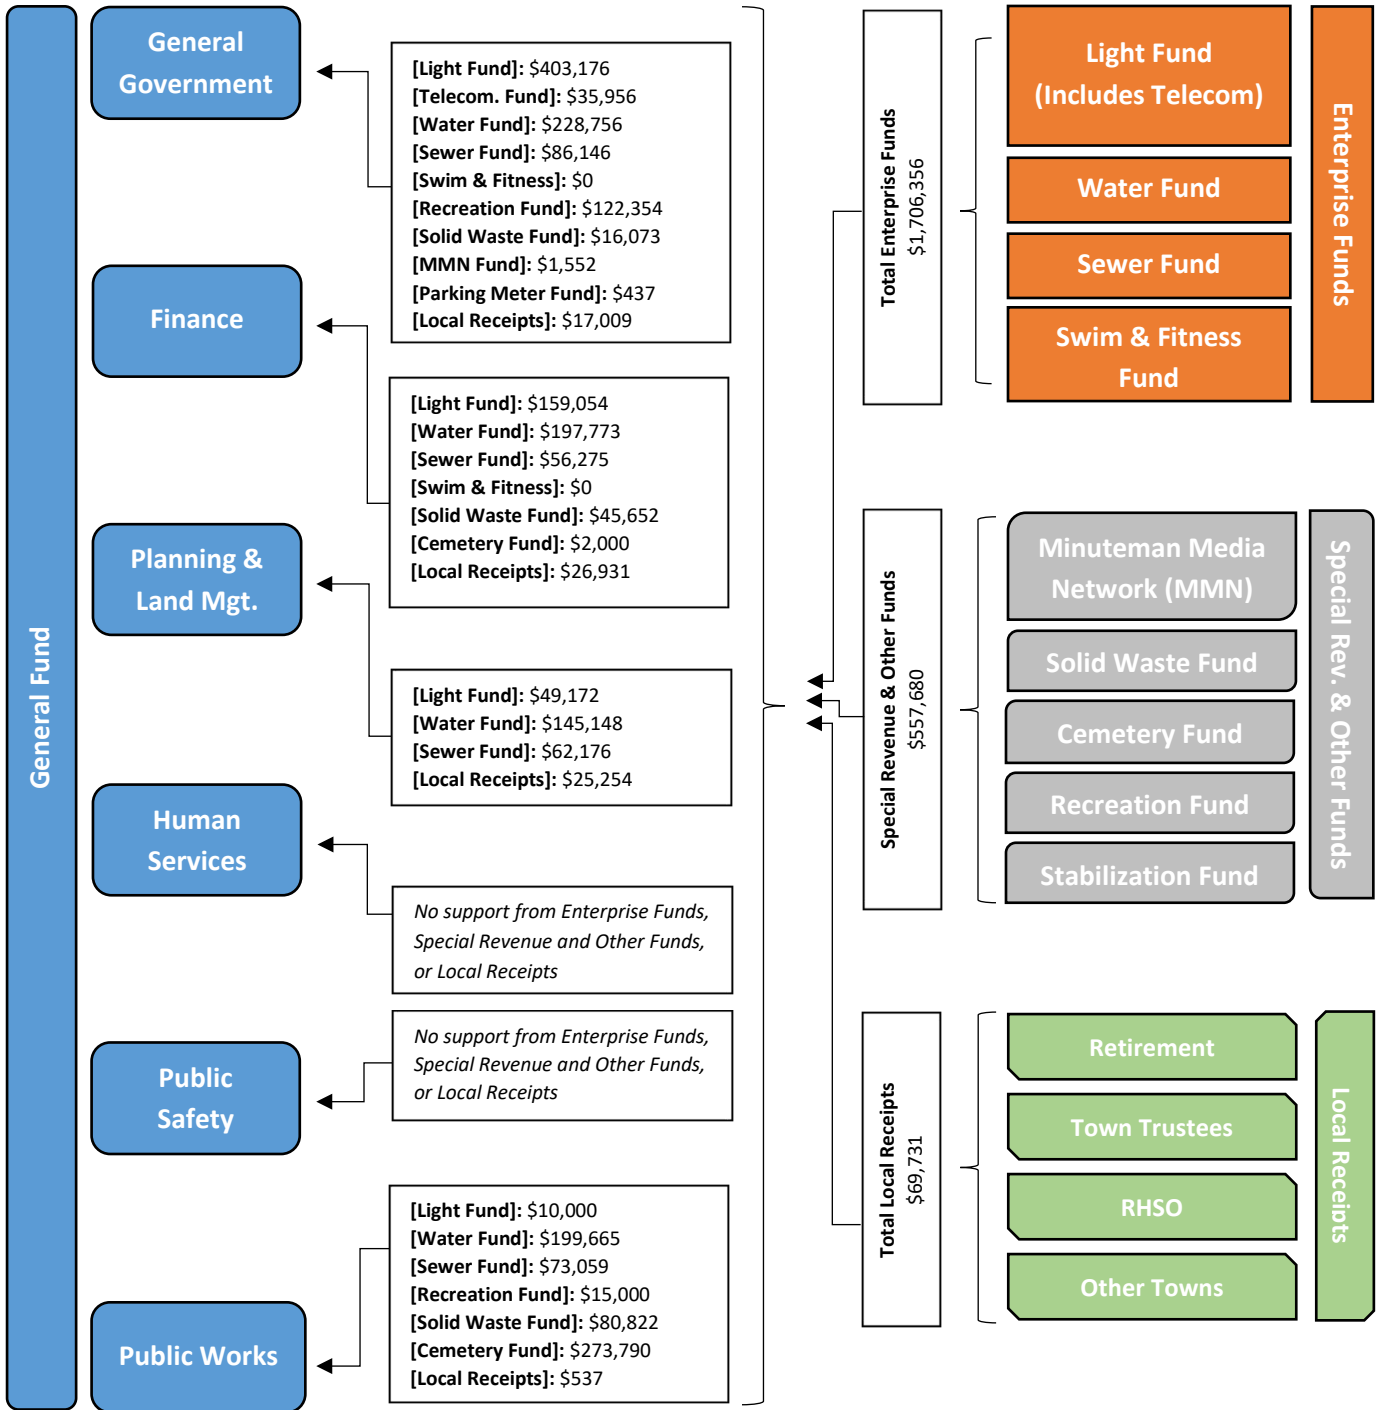 General Fund
General
Government
[Light Fund]: $403,176
[Telecom. Fund]: $35,956
[Water Fund]: $228,756
[Sewer Fund]: $86,146
[Swim & Fitness]: $0
[Recreation Fund]: $122,354
[Solid Waste Fund]: $16,073
[MMN Fund]: $1,552
[Parking Meter Fund]: $437
[Local Receipts]: $17,009
Finance
[Light Fund]: $159,054
[Water Fund]: $197,773
[Sewer Fund]: $56,275
[Swim & Fitness]: $0
[Solid Waste Fund]: $45,652
[Cemetery Fund]: $2,000
[Local Receipts]: $26,931
Planning &
Land Mgt.
[Light Fund]: $49,172
[Water Fund]: $145,148
[Sewer Fund]: $62,176
[Local Receipts]: $25,254
Human
Services
No support from Enterprise Funds,
Special Revenue and Other Funds,
or Local Receipts
Public
Safety
No support from Enterprise Funds,
Special Revenue and Other Funds,
or Local Receipts
Public Works
[Light Fund]: $10,000
[Water Fund]: $199,665
[Sewer Fund]: $73,059
[Recreation Fund]: $15,000
[Solid Waste Fund]: $80,822
[Cemetery Fund]: $273,790
[Local Receipts]: $537
Total Enterprise Funds
$1,706,356
Light Fund
(Includes Telecom)
Water Fund
Sewer Fund
Swim & Fitness
Fund
Enterprise Funds
Special Revenue & Other Funds
$557,680
Minuteman Media
Network (MMN)
Solid Waste Fund
Cemetery Fund
Recreation Fund
Stabilization Fund
Special Rev. & Other Funds
Total Local Receipts
$69,731
Retirement
Town Trustees
RHSO
Other Towns
Local Receipts